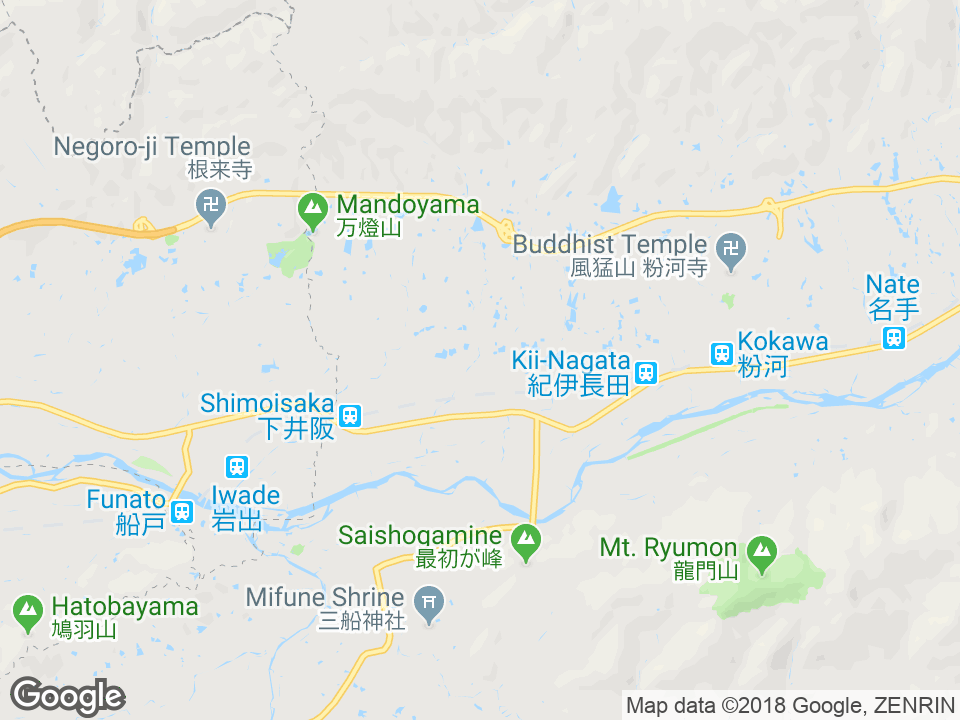 Negoro-ji Temple
根来寺
Mandoyama
万燈山
Buddhist Temple
風猛山 粉河寺
Nate
名手
Kokawa
粉河
Kii-Nagata
紀伊長田
Shimoisaka
下井阪
Iwade
岩出
Funato
船戸
Saishogamine
最初が峰
Mt. Ryumon
龍門山
Mifune Shrine
三船神社
Hatobayama
鳩羽山
Google
Map data ©2018 Google, ZENRIN